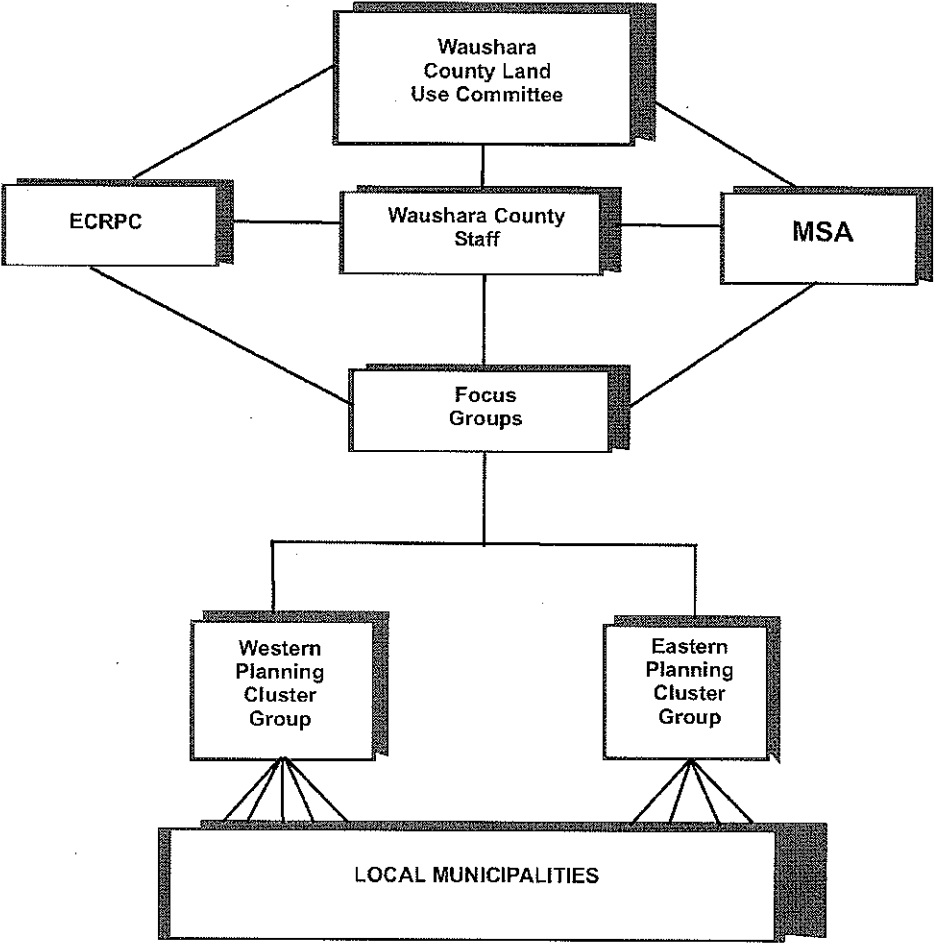 Waushara
County Land
Use Committee
ECRPC
Waushara County
Staff
MSA
Focus
Groups
Western
Planning
Cluster
Group
Eastern
Planning
Cluster
Group
LOCAL MUNICIPALITIES